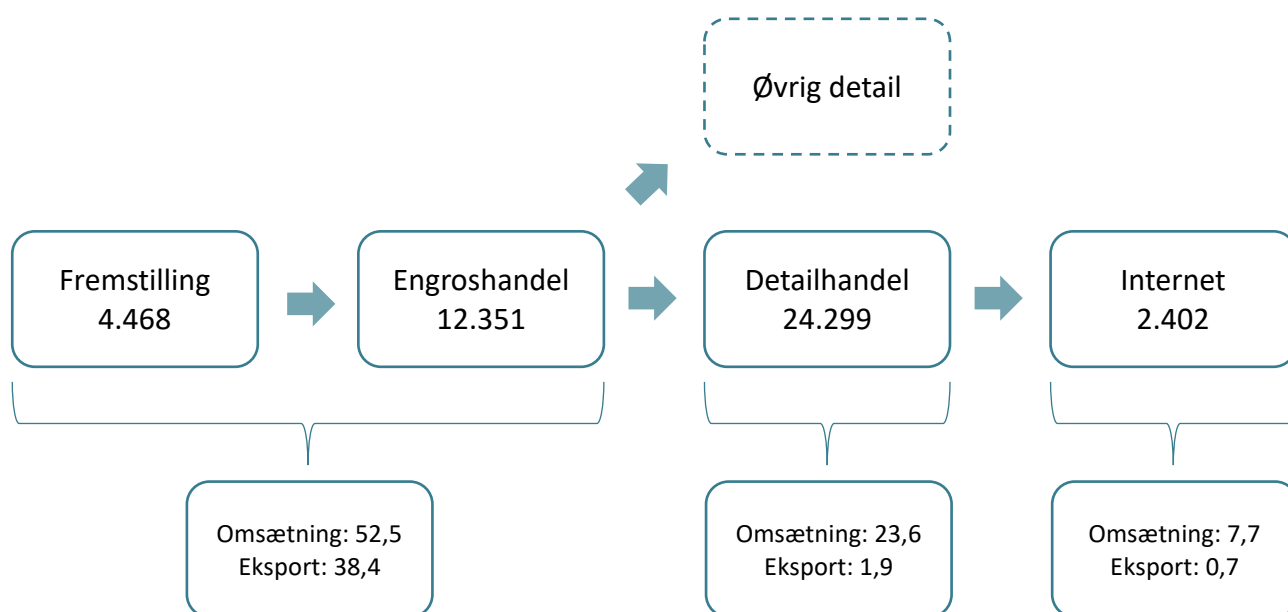 Øvrig detail
Fremstilling
4.468
Engroshandel
12.351
Detailhandel
24.299
Internet
2.402
Omsætning: 52,5
Eksport: 38,4
Omsætning: 23,6
Eksport: 1,9
Omsætning: 7,7
Eksport: 0,7